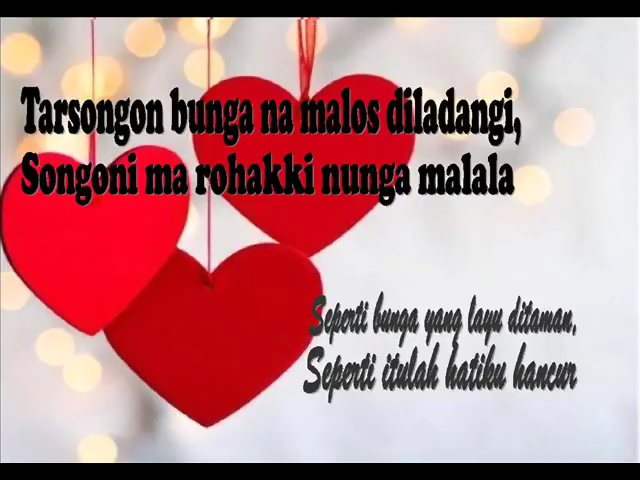 Tarsongon bunga na malos diladangi,
Songoni ma rohakki nunga malala
Seperti bunga yang layu ditaman,
Seperti itulah hatiku hancur